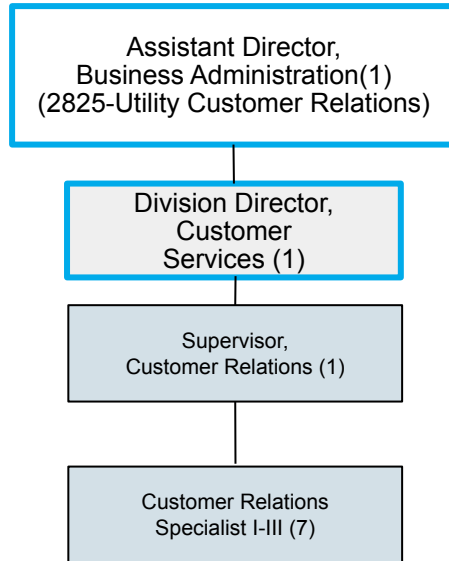 Assistant Director,
Business Administration(1)
(2825-Utility Customer Relations)
Division Director,
Customer
Services (1)
Supervisor,
Customer Relations (1)
Customer Relations
Specialist I-III (7)